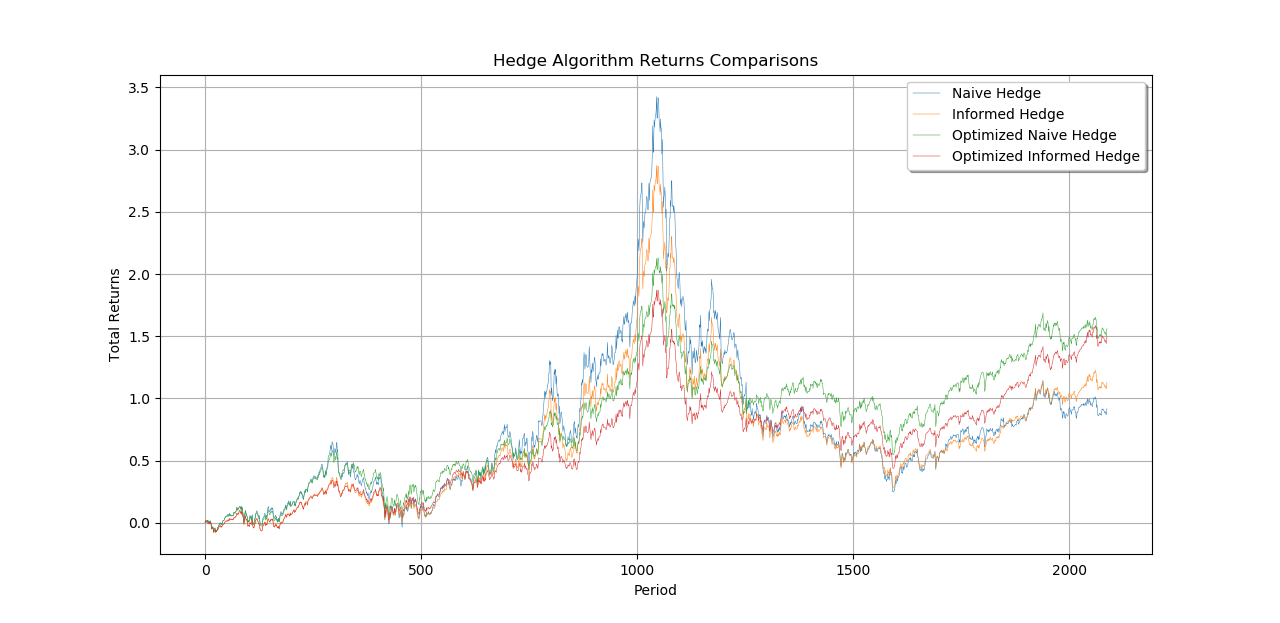 Hedge Algorithm Returns Comparisons
Naive Hedge
Informed Hedge
Optimized Naive Hedge
Optimized Informed Hedge
Total Returns
3.5
3.0
2.5
2.0
1.5
1.0
0.5
0.0
0 500 1000 1500 2000
Period